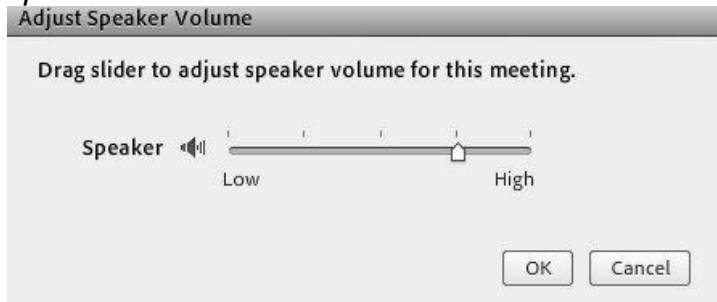 Adjust Speaker Volume
Drag slider to adjust speaker volume for this meeting.
Speaker
Low High
OK Cancel